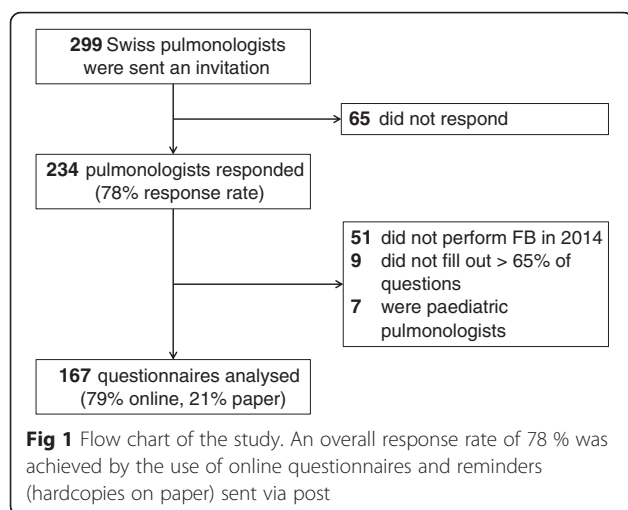 299 Swiss pulmonologists
were sent an invitation
65 did not respond
234 pulmonologists responded
(78% response rate)
51 did not perform FB in 2014
9 did not fill out > 65% of
questions
7 were paediatric
pulmonologists
167 questionnaires analysed
(79% online, 21% paper)
Fig 1 Flow chart of the study. An overall response rate of 78 % was
achieved by the use of online questionnaires and reminders
(hardcopies on paper) sent via post